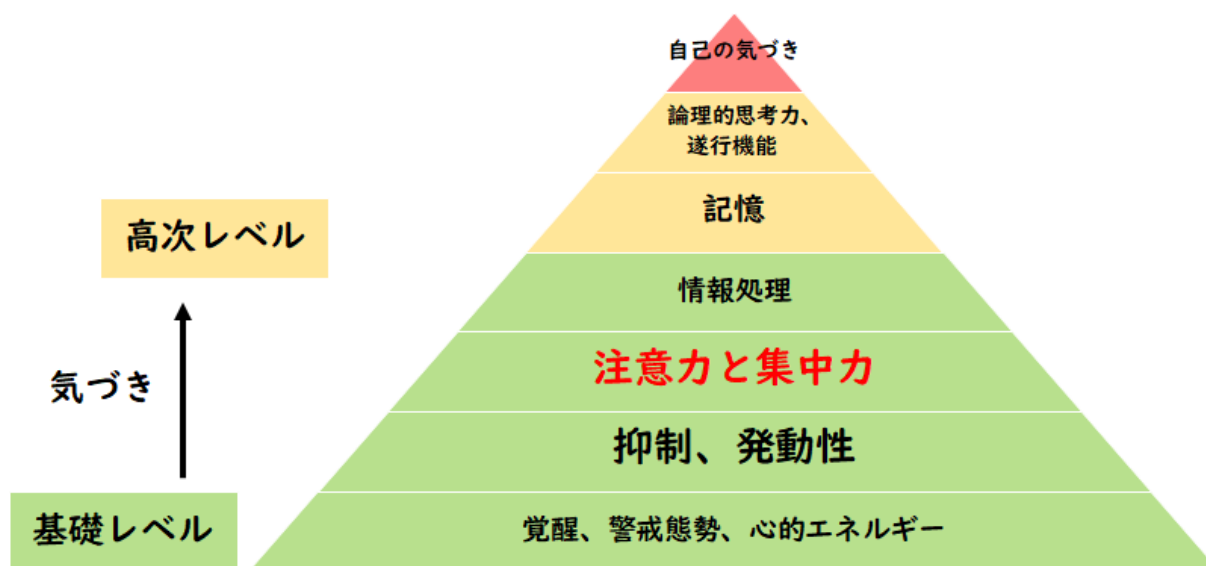 自己の気づき
論理的思考力、
遂行機能
記憶
高次レベル
情報処理
注意力と集中力
気づき
抑制、発動性
基礎レベル
覚醒、警戒態勢、心的エネルギー